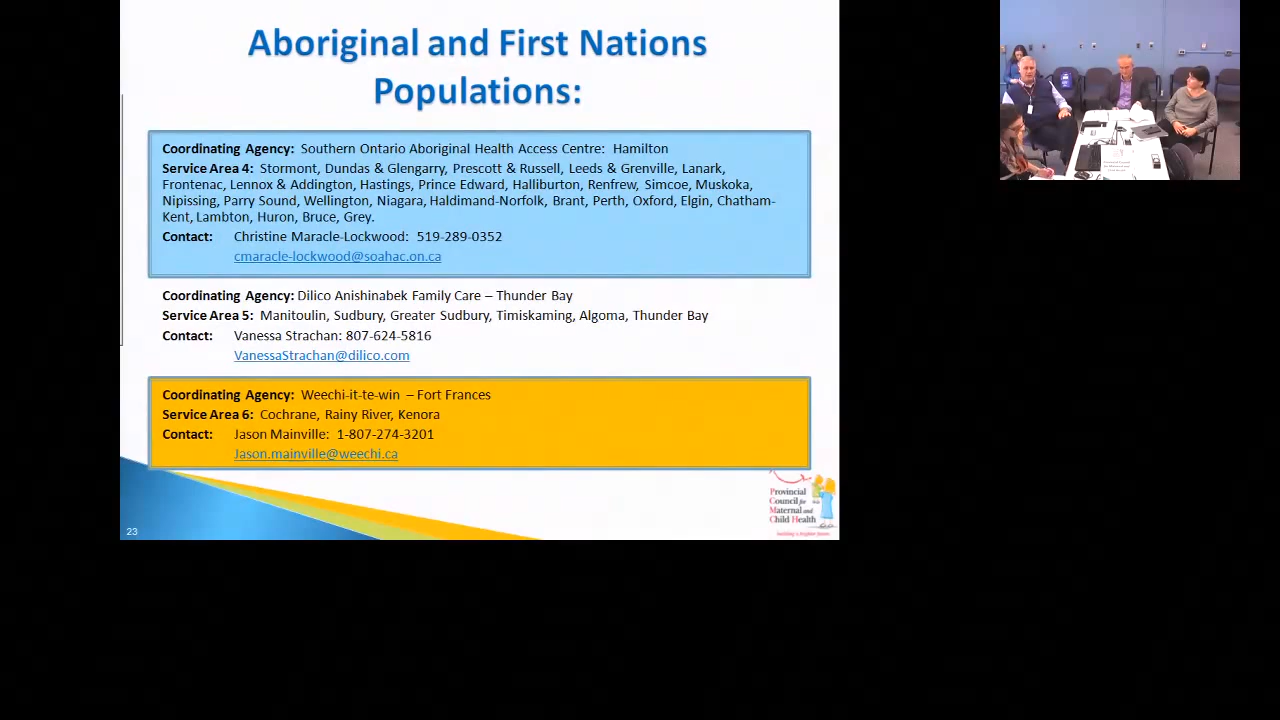 Aboriginal and First Nations
Populations:
Coordinating Agency: Southern Ontario Aboriginal Health Access Centre: Hamilton
Service Area 4: Stormont, Dundas & Glengarry, Prescott & Russell, Leeds & Grenville, Lanark,
Frontenac, Lennox & Addington, Hastings, Prince Edward, Halliburton, Renfrew, Simcoe, Muskoka,
Nipissing, Parry Sound, Wellington, Niagara, Haldimand-Norfolk, Brant, Perth, Oxford, Elgin, Chatham-
Kent, Lambton, Huron, Bruce, Grey.
Contact: Christine Maracle-Lockwood: 519-289-0352
cmaracle-lockwood@soahac.on.ca
Coordinating Agency: Dilico Anishinabek Family Care – Thunder Bay
Service Area 5: Manitoulin, Sudbury, Greater Sudbury, Timiskaming, Algoma, Thunder Bay
Contact: Vanessa Strachan: 807-624-5816
VanessaStrachan@dilico.com
Coordinating Agency: Weechi-it-te-win – Fort Frances
Service Area 6: Cochrane, Rainy River, Kenora
Contact: Jason Mainville: 1-807-274-3201
Jason.mainville@weechi.ca
Provincial
Council for
Maternal and
Child Health
23